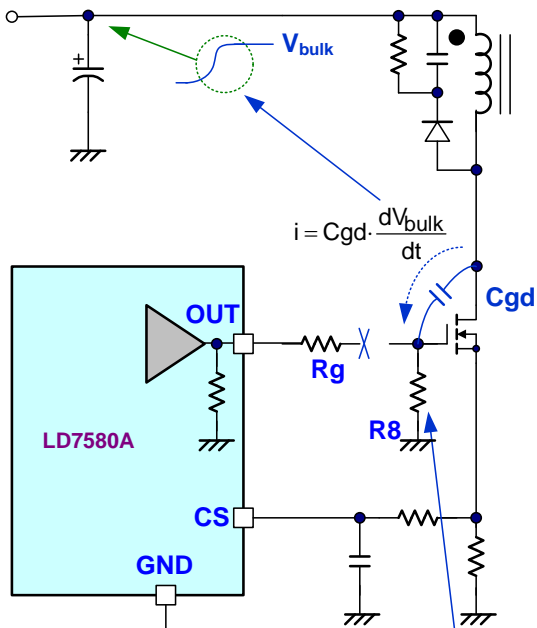 +
Vbulk
i = Cgd · dVbulk / dt
Cgd
OUT
Rg
R8
LD7580A
CS
GND